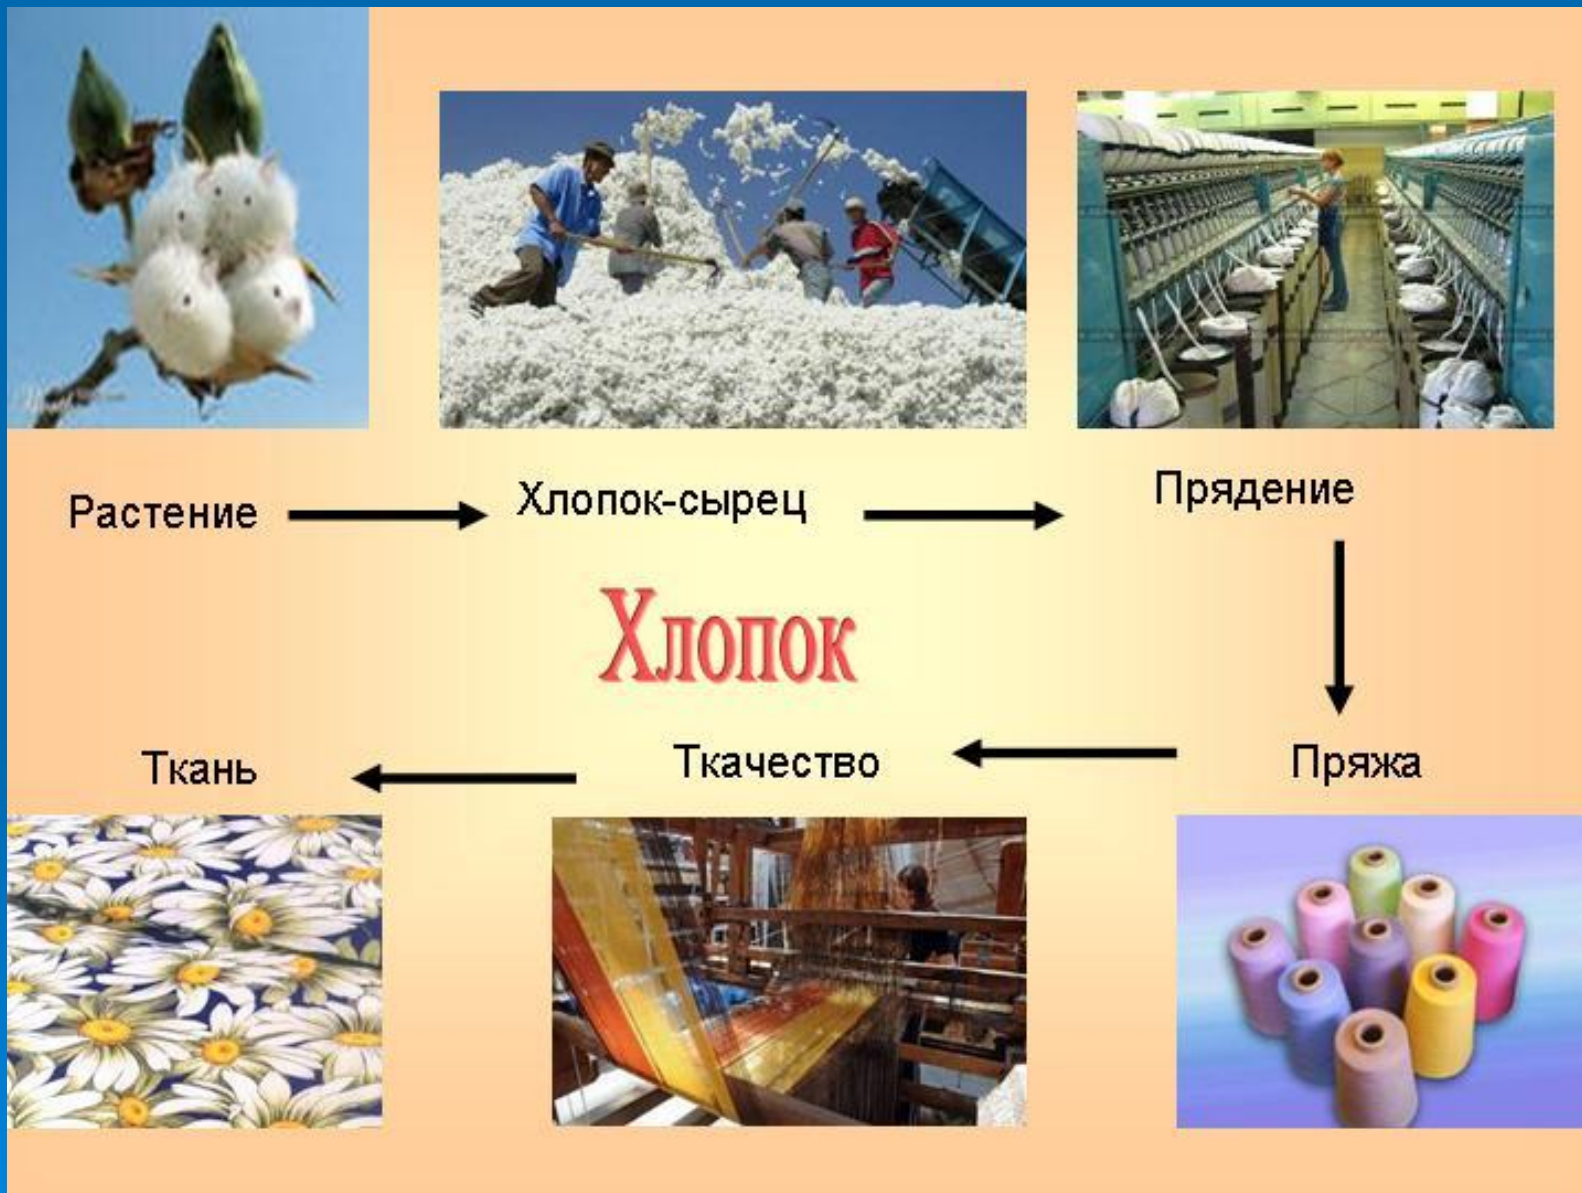 Растение
Хлопок-сырец
Прядение
Хлопок
Ткань
Ткачество
Пряжа